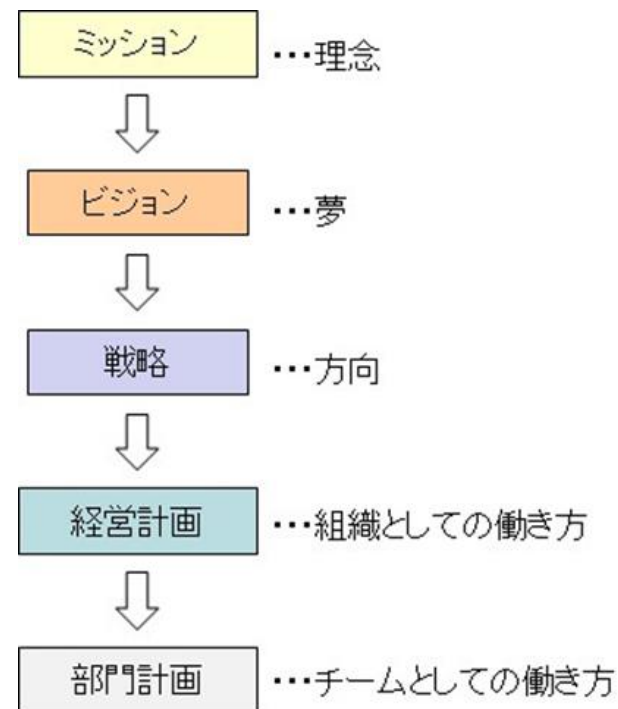 ミッション ・・・理念
ビジョン ・・・夢
戦略 ・・・方向
経営計画 ・・・組織としての働き方
部門計画 ・・・チームとしての働き方